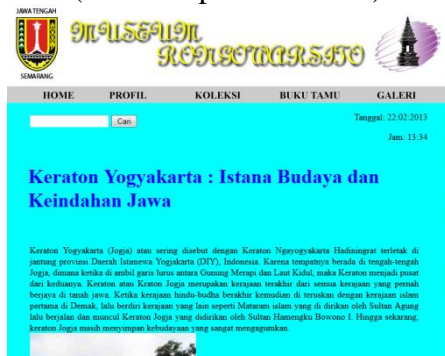 JAWA TENGAH
MUSEUM
RONGOWARSITO
SEMARANG
HOME PROFIL KOLEKSI BUKU TAMU GALERI
Cari
Tanggal: 22:02:2013
Jam: 13:34
Keraton Yogyakarta : Istana Budaya dan
Keindahan Jawa
Keraton Yogyakarta (Jogja) atau sering disebut dengan Keraton Ngayogyakarta Hadiningrat terletak di
jantung provinsi Daerah Istimewa Yogjakarta (DIY), Indonesia. Karena tempatnya berada di tengah-tengah
Jogja, dimana ketika di ambil garis lurus antara Gunung Merapi dan Laut Kidul, maka Keraton menjadi pusat
dari keduanya. Keraton atau Kraton Jogja merupakan kerajaan terakhir dari semua kerajaan yang pernah
berjaya di tanah jawa. Ketika kerajaan hindu-budha berakhir kemudian di teruskan dengan kerajaan islam
pertama di Demak, lalu berdiri kerajaan yang lain seperti Mataram islam yang di dirikan oleh Sultan Agung
lalu berjalan dan muncul Keraton Jogja yang didirikan oleh Sultan Hamengku Bowono I. Hingga sekarang,
keraton Jogja masih menyimpan kebudayaan yang sangat mengagumkan.